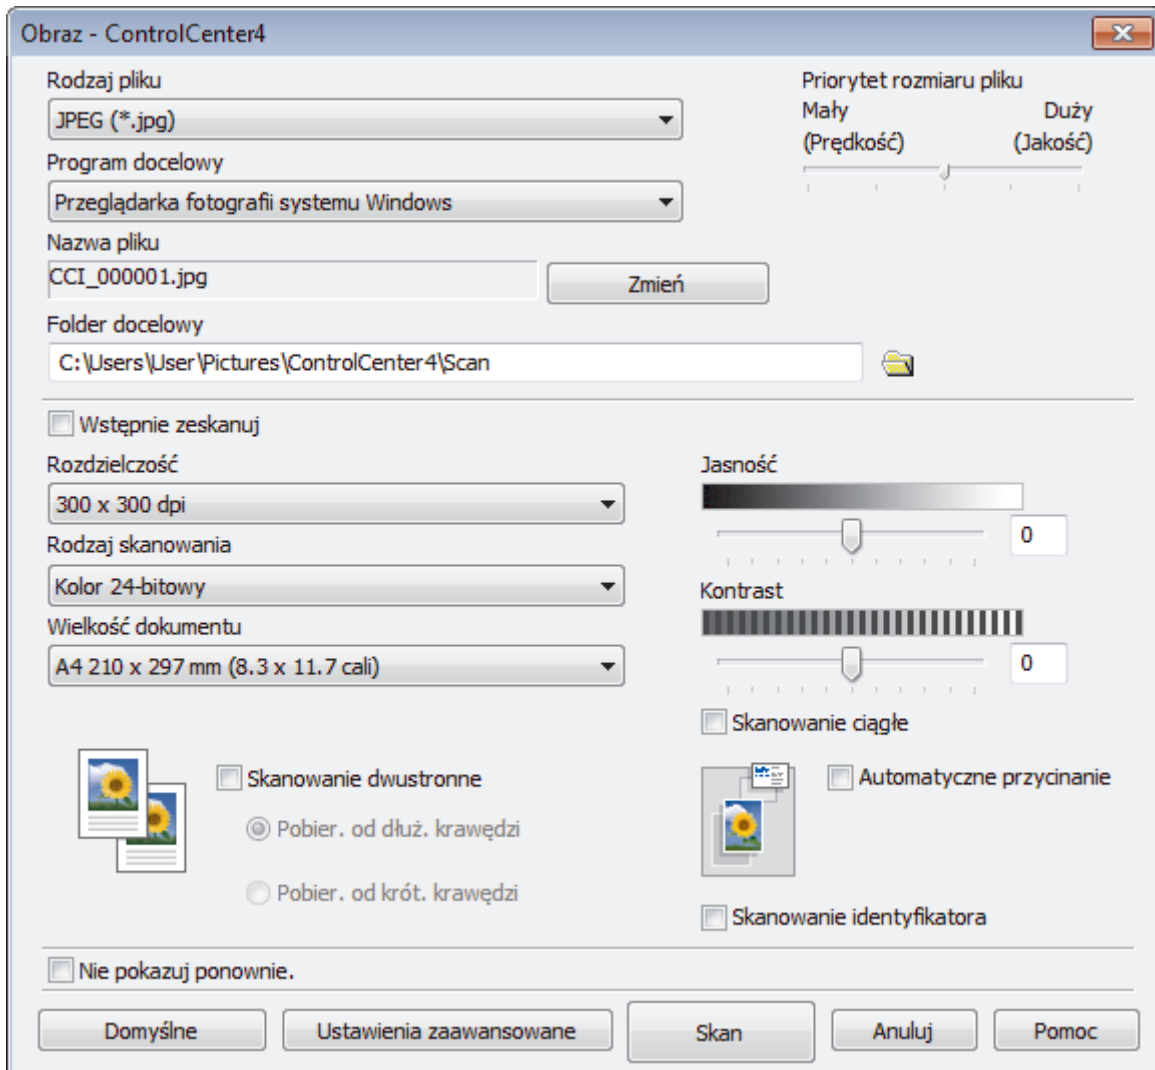 Obraz - ControlCenter4
Rodzaj pliku
JPEG (*.jpg)
Program docelowy
Przeglądarka fotografii systemu Windows
Nazwa pliku
CCI_000001.jpg
Zmień
Folder docelowy
C:\Users\User\Pictures\ControlCenter4\Scan
Priorytet rozmiaru pliku
Mały Duży
(Prędkość) (Jakość)
Wstępnie zeskanuj
Rozdzielczość
300 x 300 dpi
Rodzaj skanowania
Kolor 24-bitowy
Wielkość dokumentu
A4 210 x 297 mm (8.3 x 11.7 cali)
Jasność
0
Kontrast
0
Skanowanie ciągłe
Skanowanie dwustronne
Pobier. od dłuż. krawędzi
Pobier. od krót. krawędzi
Automatyczne przycinanie
Skanowanie identyfikatora
Nie pokazuj ponownie.
Domyślne Ustawienia zaawansowane Skan Anuluj Pomoc